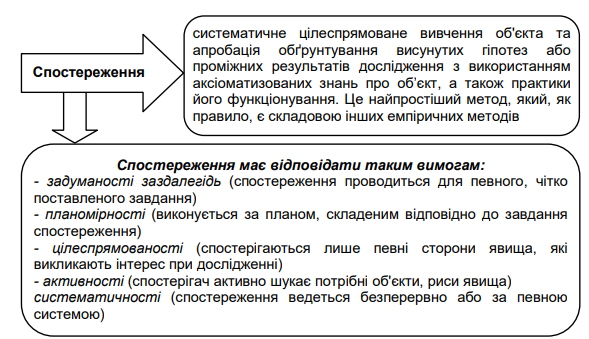 Спостереження
систематичне цілеспрямоване вивчення об'єкта та
апробація обґрунтування висунутих гіпотез або
проміжних результатів дослідження з використанням
аксіоматизованих знань про об’єкт, а також практики
його функціонування. Це найпростіший метод, який, як
правило, є складовою інших емпіричних методів
Спостереження має відповідати таким вимогам:
- задуманості заздалегідь (спостереження проводиться для певного, чітко
поставленого завдання)
- планомірності (виконується за планом, складеним відповідно до завдання
спостереження)
- цілеспрямованості (спостерігаються лише певні сторони явища, які
викликають інтерес при дослідженні)
- активності (спостерігач активно шукає потрібні об'єкти, риси явища)
систематичності (спостереження ведеться безперервно або за певною
системою)